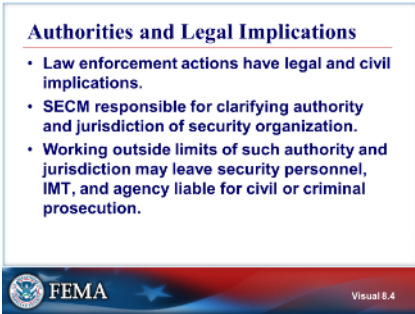 Authorities and Legal Implications
• Law enforcement actions have legal and civil
implications.
• SECM responsible for clarifying authority
and jurisdiction of security organization.
• Working outside limits of such authority and
jurisdiction may leave security personnel,
IMT, and agency liable for civil or criminal
prosecution.
FEMA
Visual 8.4